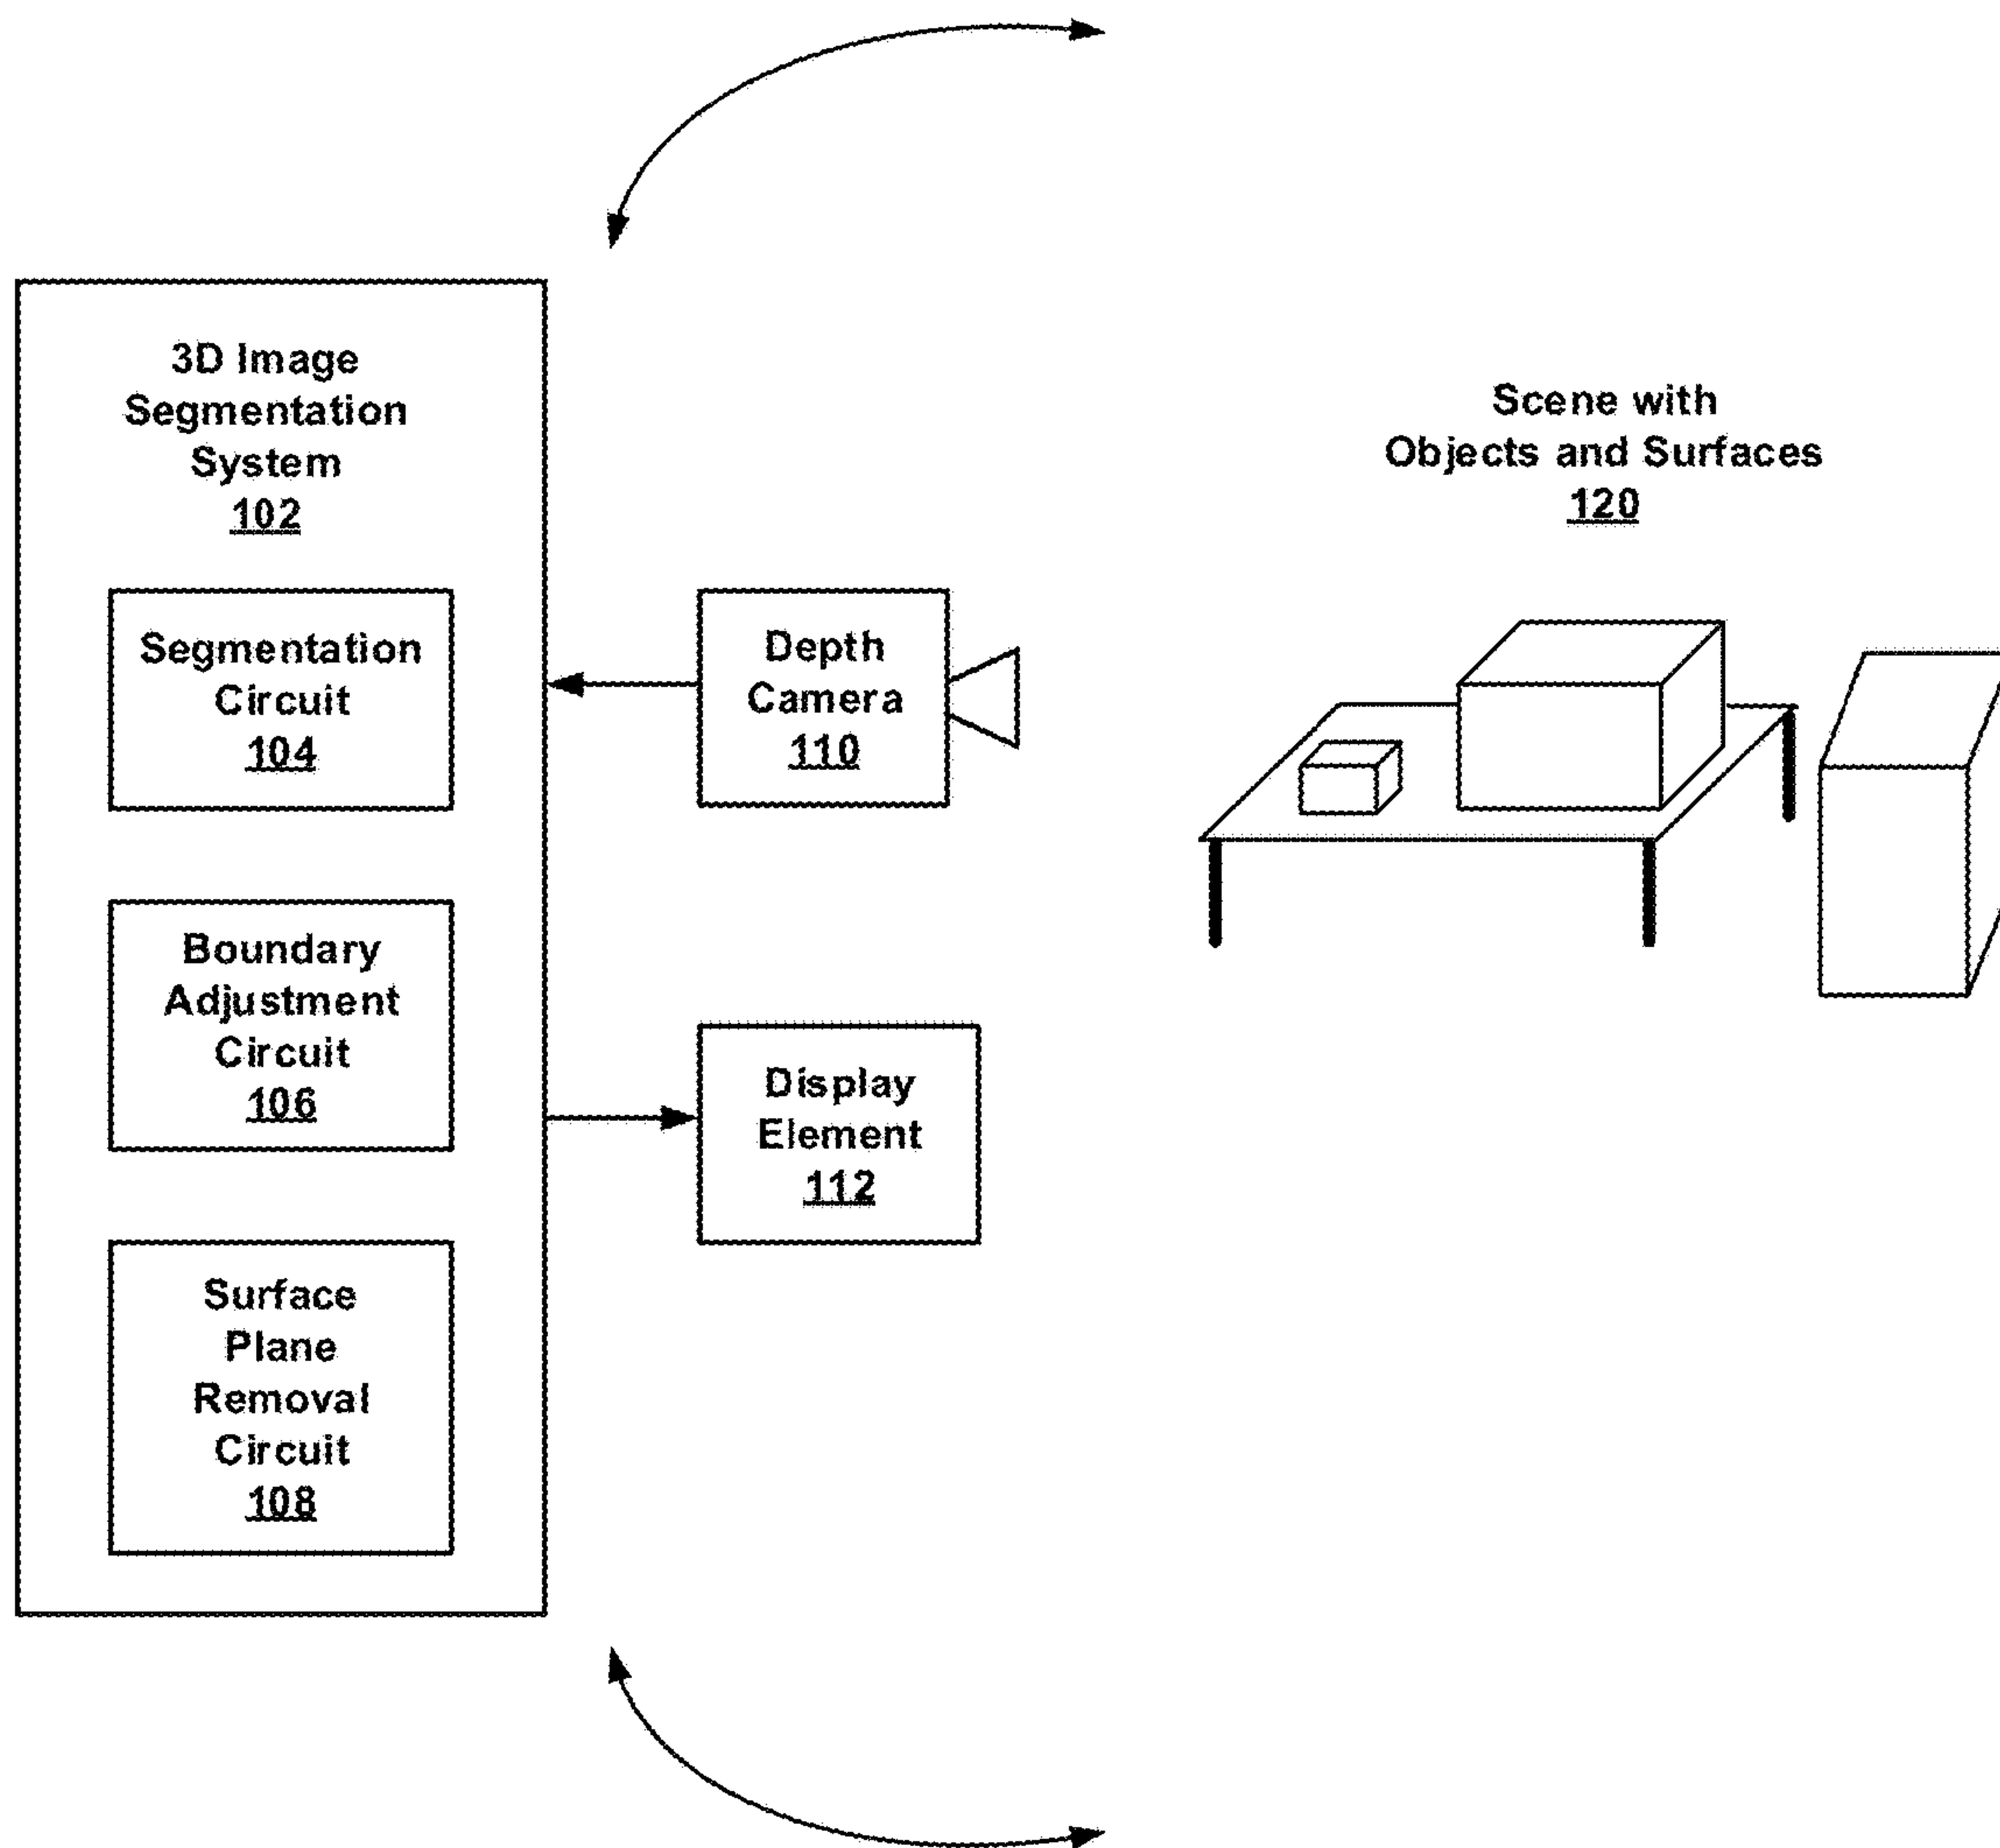 3D Image
Segmentation
System
102
Segmentation
Circuit
104
Boundary
Adjustment
Circuit
106
Surface
Plane
Removal
Circuit
108
Depth
Camera
110
Display
Element
112
Scene with
Objects and Surfaces
120